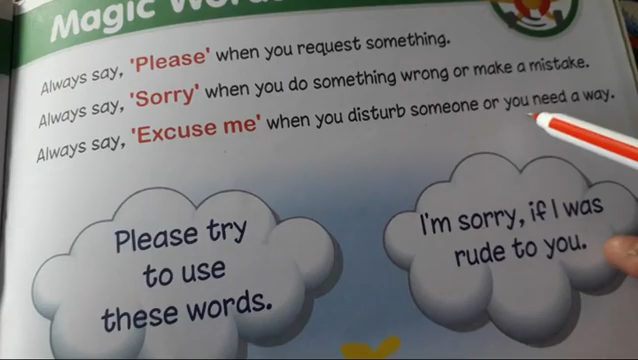 Magic Words
Always say, 'Please' when you request something.
Always say, 'Sorry' when you do something wrong or make a mistake.
Always say, 'Excuse me' when you disturb someone or you need a way.
Please try
to use
these words.
I'm sorry, if I was
rude to you.